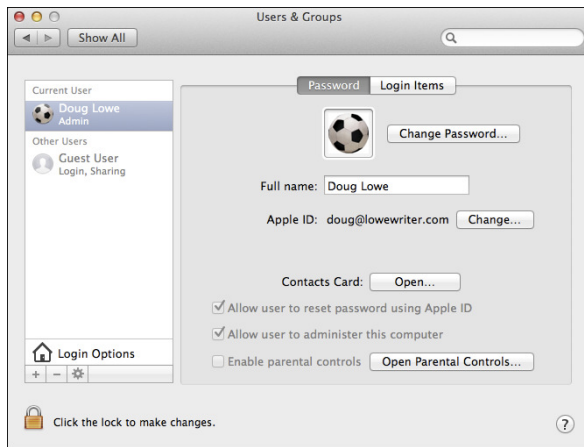 Users & Groups
Show All
Current User
Doug Lowe
Admin
Other Users
Guest User
Login, Sharing
Login Options
+ −
Password Login Items
Change Password...
Full name: Doug Lowe
Apple ID: doug@lowewriter.com Change...
Contacts Card: Open...
Allow user to reset password using Apple ID
Allow user to administer this computer
Enable parental controls Open Parental Controls...
Click the lock to make changes.
?